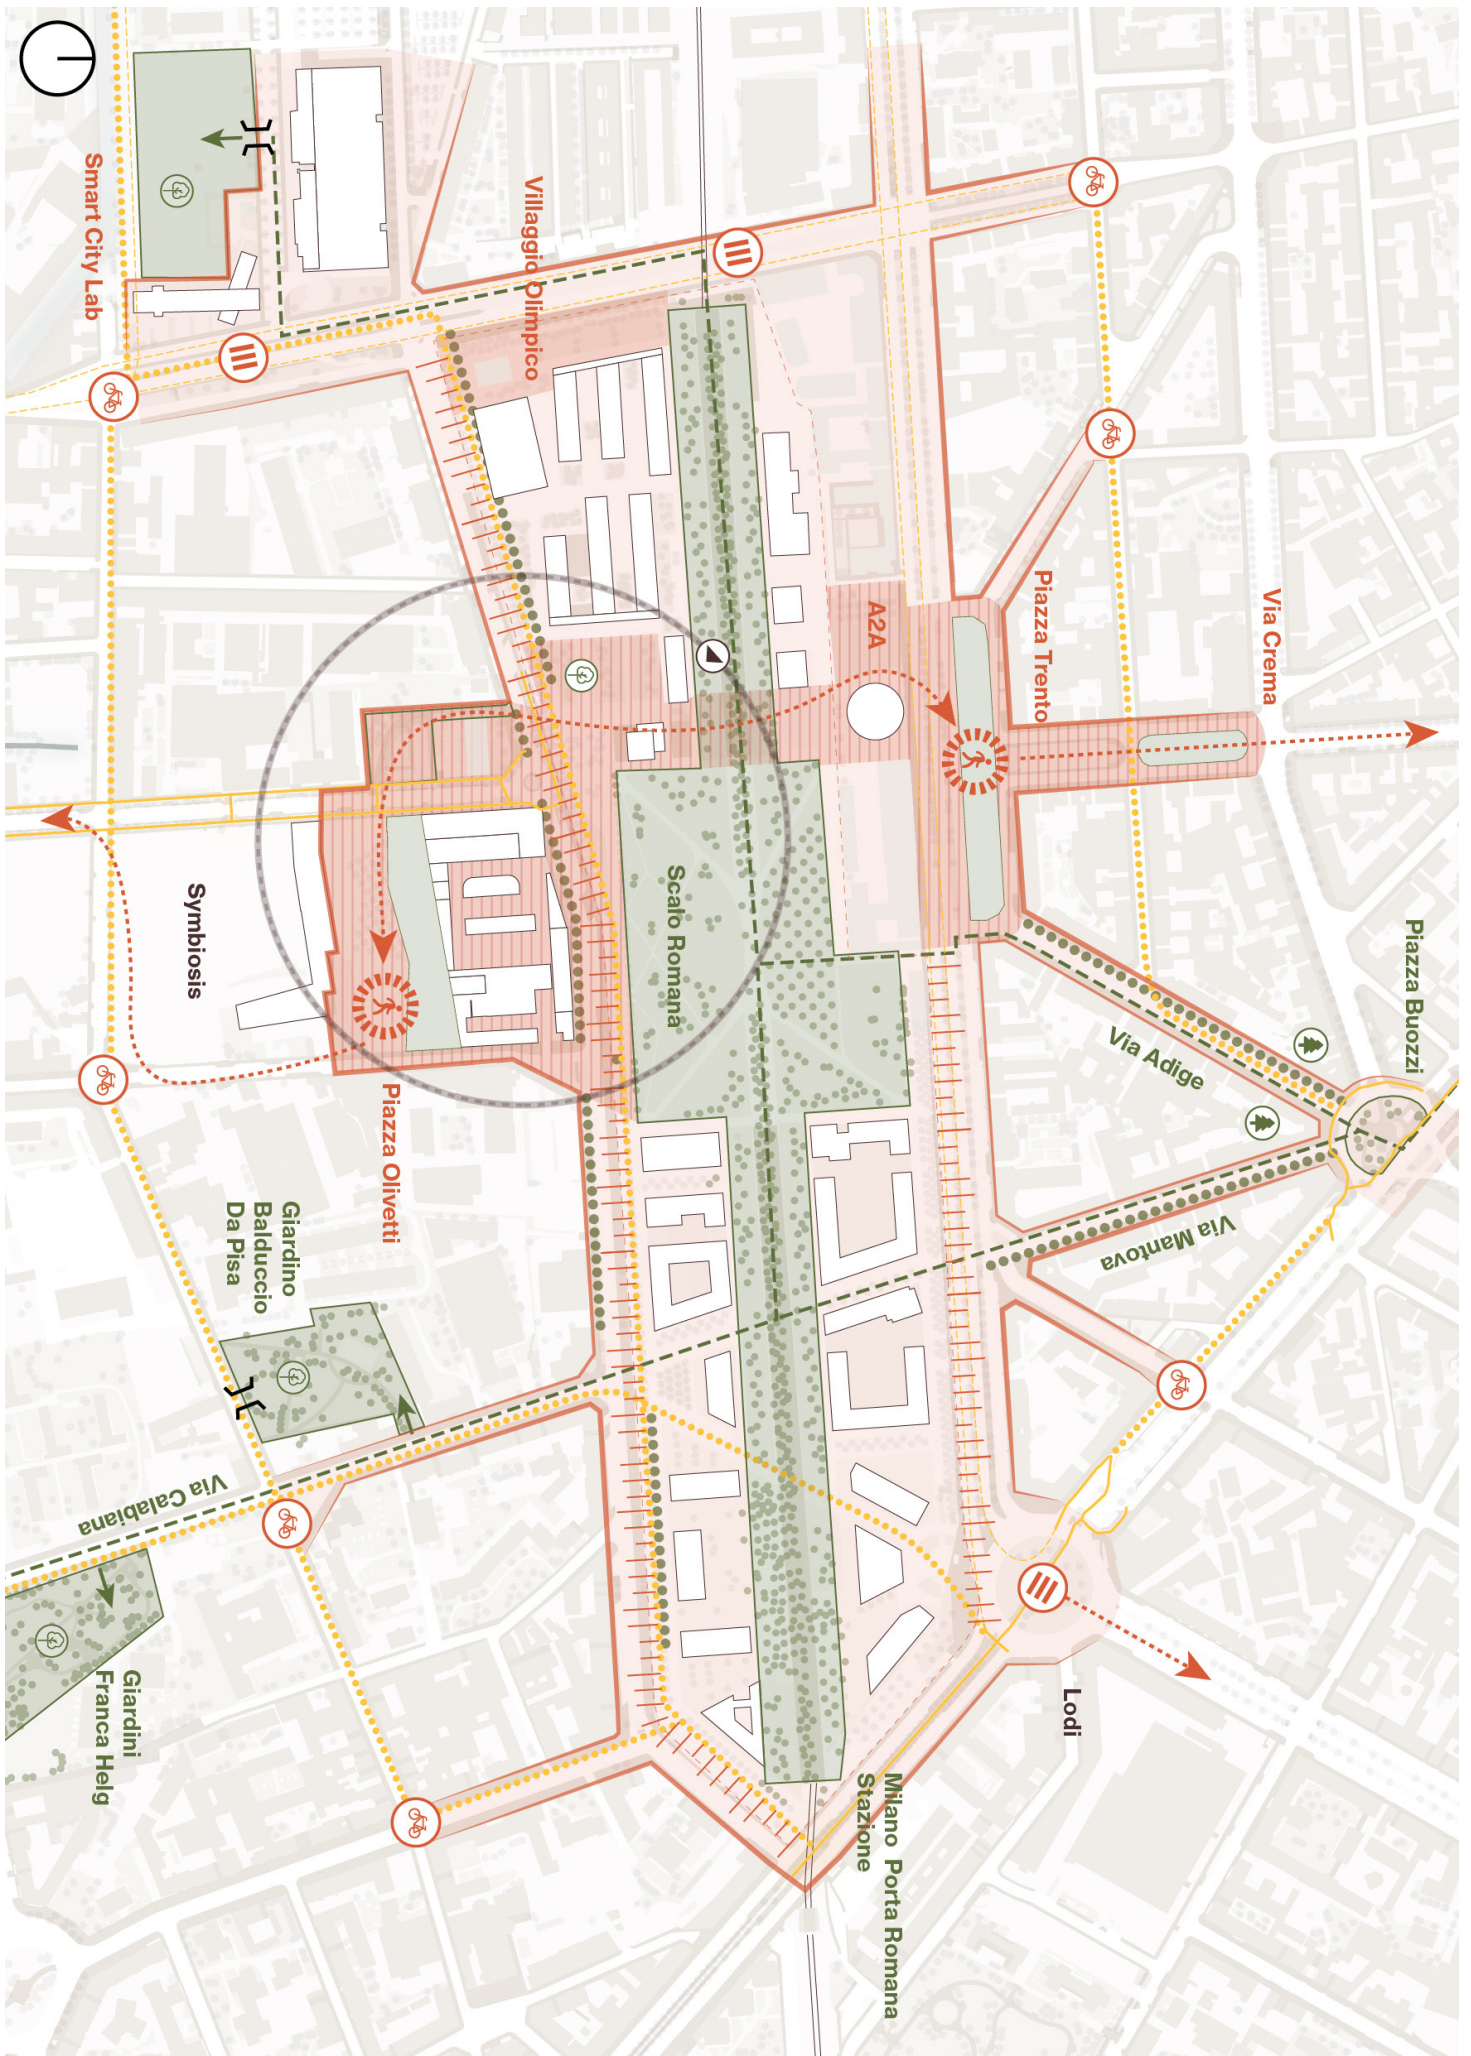 Smart City Lab
Villaggio Olimpico
A2A
Piazza Trento
Via Crema
Piazza Buozzi
Via Adige
Via Mantova
Scalo Romana
Symbiosis
Piazza Olivetti
Giardino
Balduccio
Da Pisa
Via Calabiana
Giardini
Franca Helg
Lodi
Milano Porta Romana
Stazione